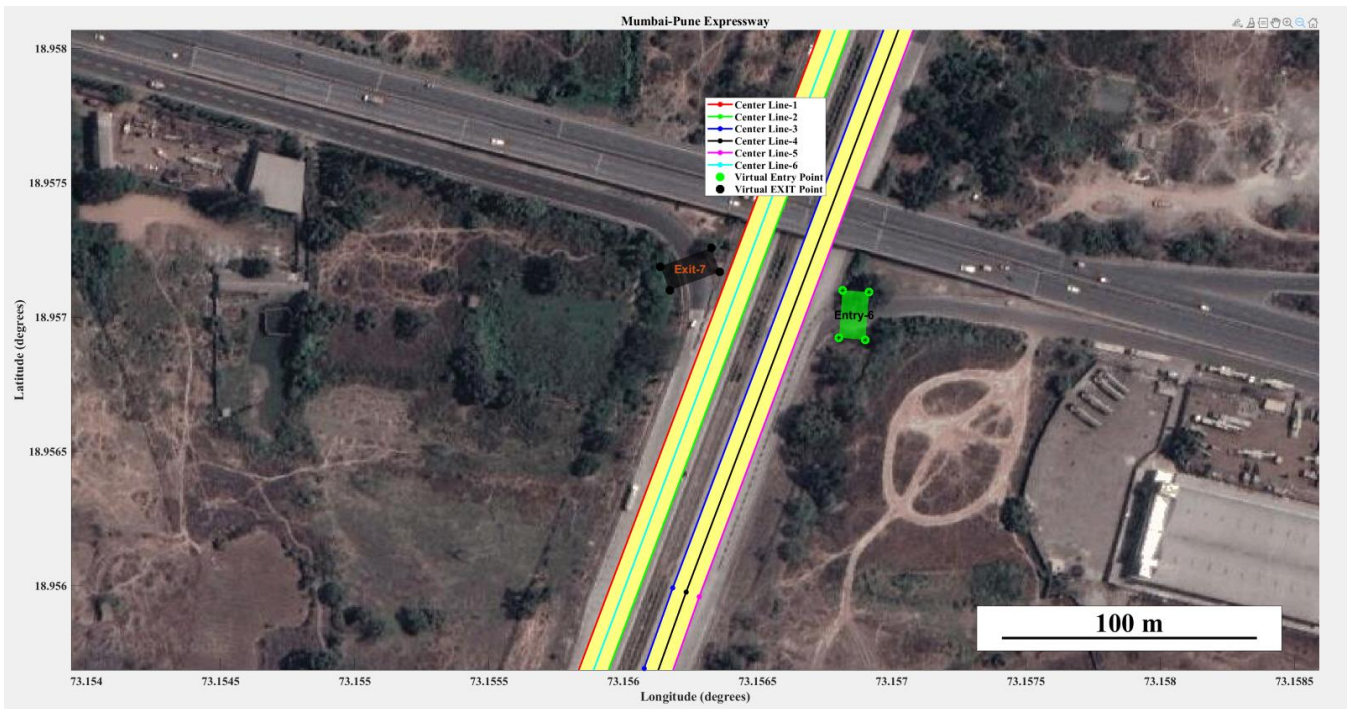 Mumbai-Pune Expressway
18.958
18.9575
18.957
18.9565
18.956
Latitude (degrees)
Center Line-1
Center Line-2
Center Line-3
Center Line-4
Center Line-5
Center Line-6
Virtual Entry Point
Virtual EXIT Point
Exit-7
Entry-6
100 m
73.154 73.1545 73.155 73.1555 73.156 73.1565 73.157 73.1575 73.158 73.1585
Longitude (degrees)